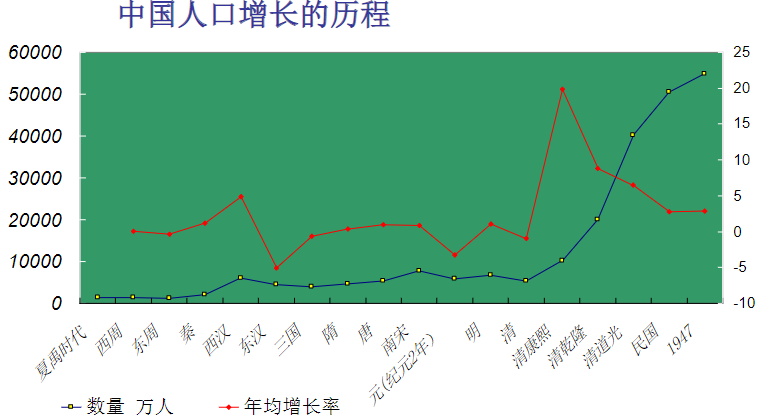 中国人口增长的历程
60000
50000
40000
30000
20000
10000
0
25
20
15
10
5
0
-5
-10
夏禹时代
西周
东周
秦
西汉
东汉
三国
隋
唐
南宋
元(纪元2年)
明
清
清康熙
清乾隆
清道光
民国
1947
数量 万人
年均增长率